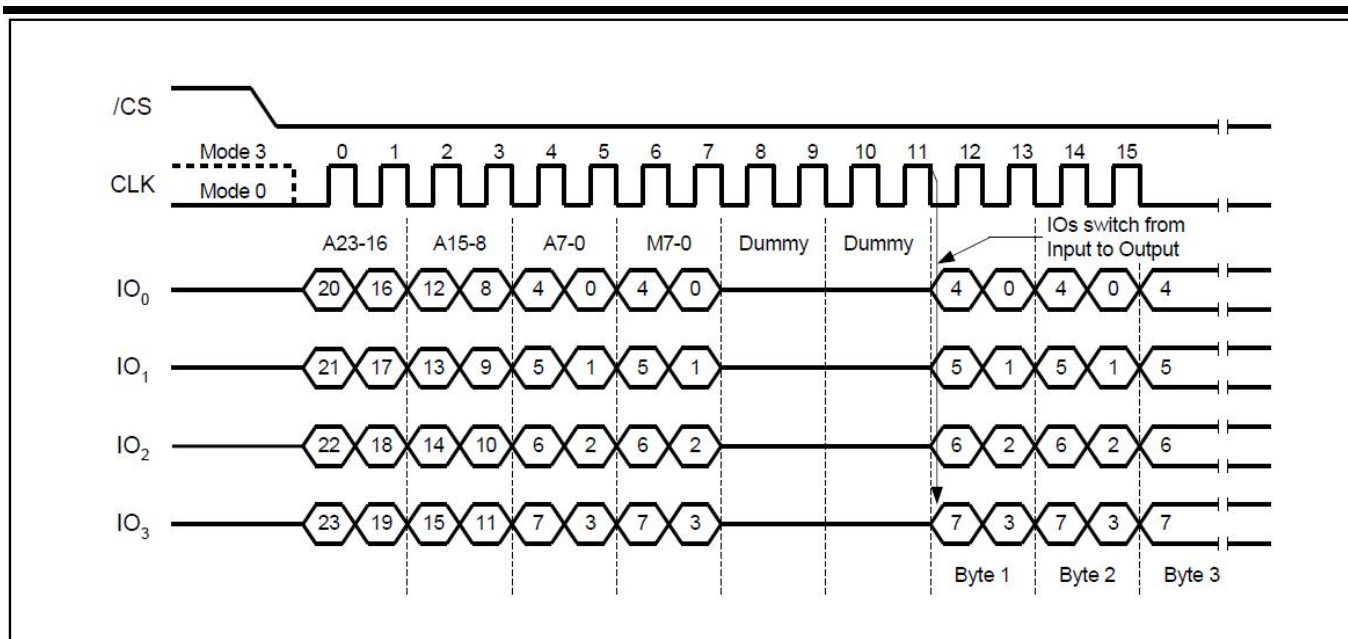 /CS
Mode 3 0 1 2 3 4 5 6 7 8 9 10 11 12 13 14 15
CLK
Mode 0
IOs switch from
Input to Output
A23-16 A15-8 A7-0 M7-0 Dummy Dummy
IO0 20 16 12 8 4 0 4 0 4 0 4 0 4
IO1 21 17 13 9 5 1 5 1 5 1 5 1 5
IO2 22 18 14 10 6 2 6 2 6 2 6 2 6
IO3 23 19 15 11 7 3 7 3 7 3 7 3 7
Byte 1 Byte 2 Byte 3